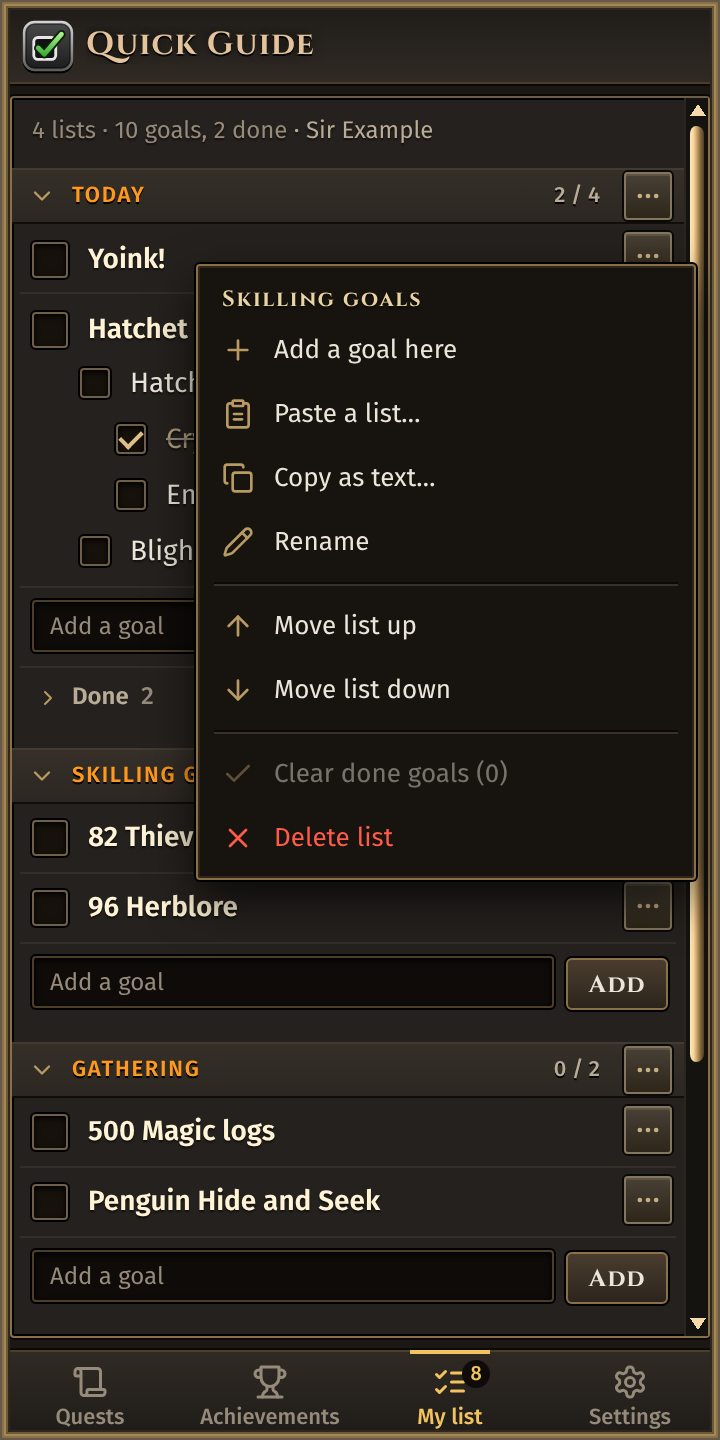 Quick Guide
4 lists · 10 goals, 2 done · Sir Example
TODAY 2 / 4
Yoink!
Hatchet
SKILLING GOALS
Add a goal here
Paste a list...
Copy as text...
Rename
Move list up
Move list down
Clear done goals (0)
Delete list
Add a goal
Done 2
SKILLING
82
96 Herblore
Add a goal ADD
GATHERING 0 / 2
500 Magic logs
Penguin Hide and Seek
Add a goal ADD
8
Quests Achievements My list Settings